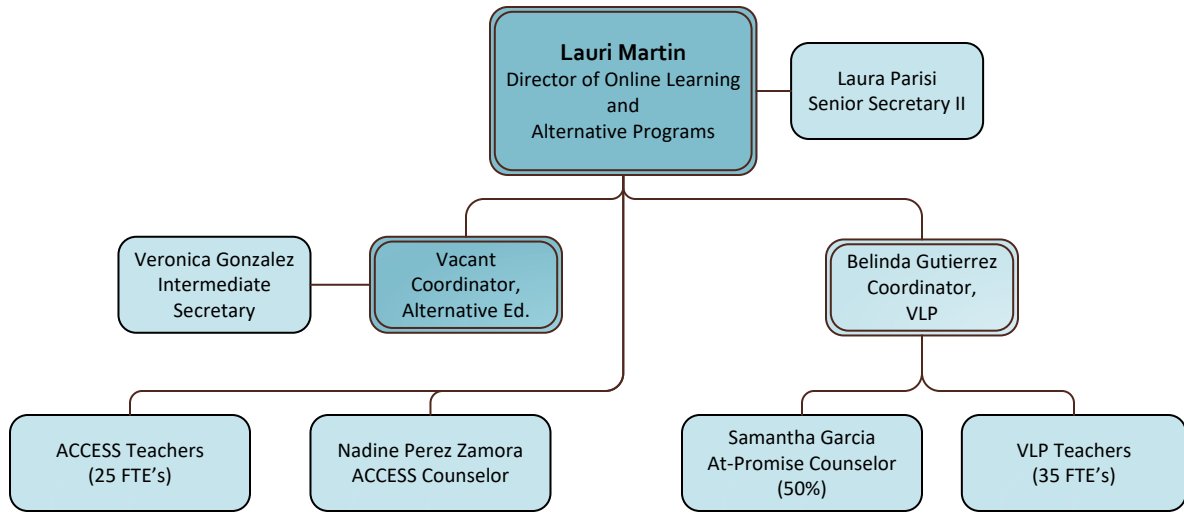 Lauri Martin
Director of Online Learning
and
Alternative Programs
Laura Parisi
Senior Secretary II
Veronica Gonzalez
Intermediate
Secretary
Vacant
Coordinator,
Alternative Ed.
Belinda Gutierrez
Coordinator,
VLP
ACCESS Teachers
(25 FTE’s)
Nadine Perez Zamora
ACCESS Counselor
Samantha Garcia
At-Promise Counselor
(50%)
VLP Teachers
(35 FTE’s)